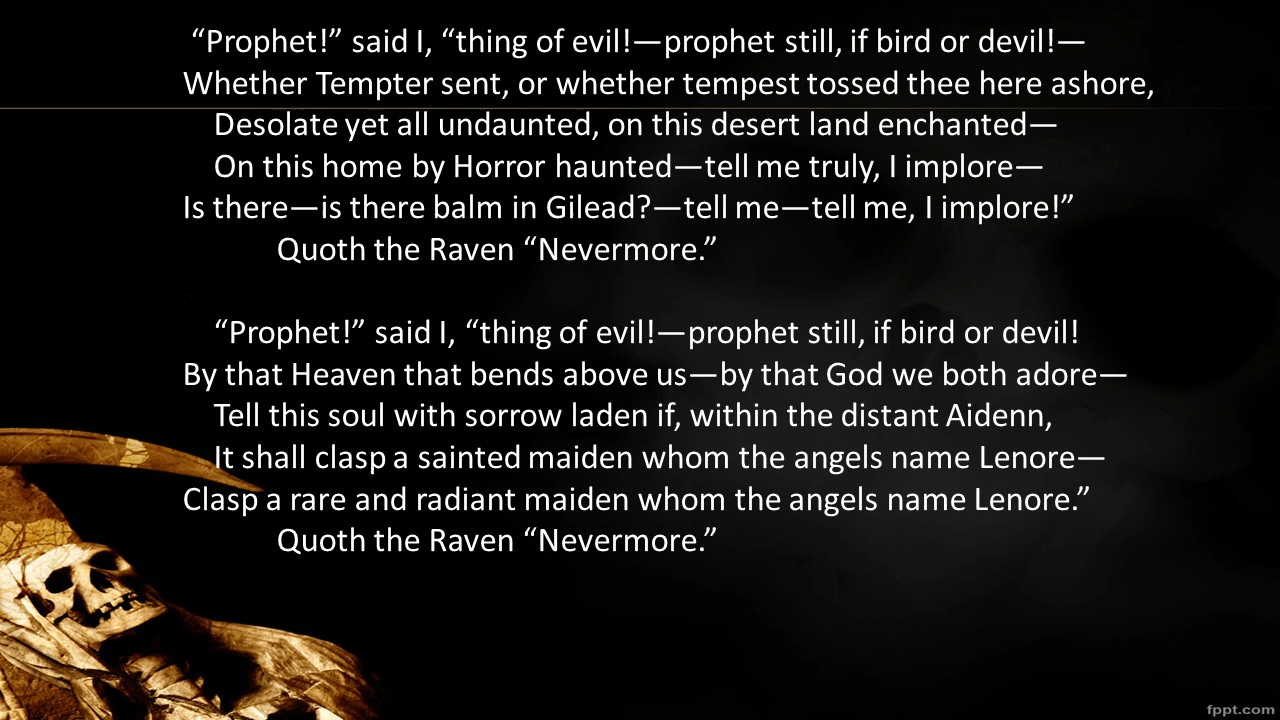 “Prophet!” said I, “thing of evil!—prophet still, if bird or devil!—
Whether Tempter sent, or whether tempest tossed thee here ashore,
Desolate yet all undaunted, on this desert land enchanted—
On this home by Horror haunted—tell me truly, I implore—
Is there—is there balm in Gilead?—tell me—tell me, I implore!”
Quoth the Raven “Nevermore.”
“Prophet!” said I, “thing of evil!—prophet still, if bird or devil!
By that Heaven that bends above us—by that God we both adore—
Tell this soul with sorrow laden if, within the distant Aidenn,
It shall clasp a sainted maiden whom the angels name Lenore—
Clasp a rare and radiant maiden whom the angels name Lenore.”
Quoth the Raven “Nevermore.”
fppt.com